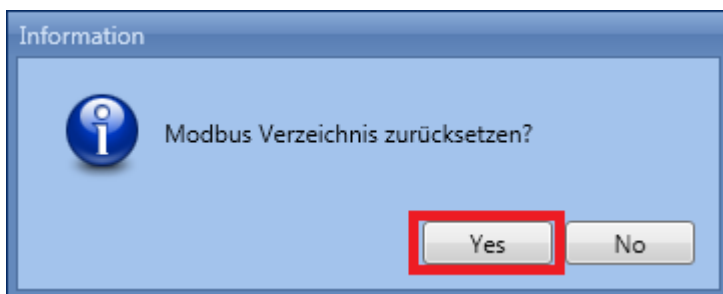 Information
Modbus Verzeichnis zurücksetzen?
Yes
No